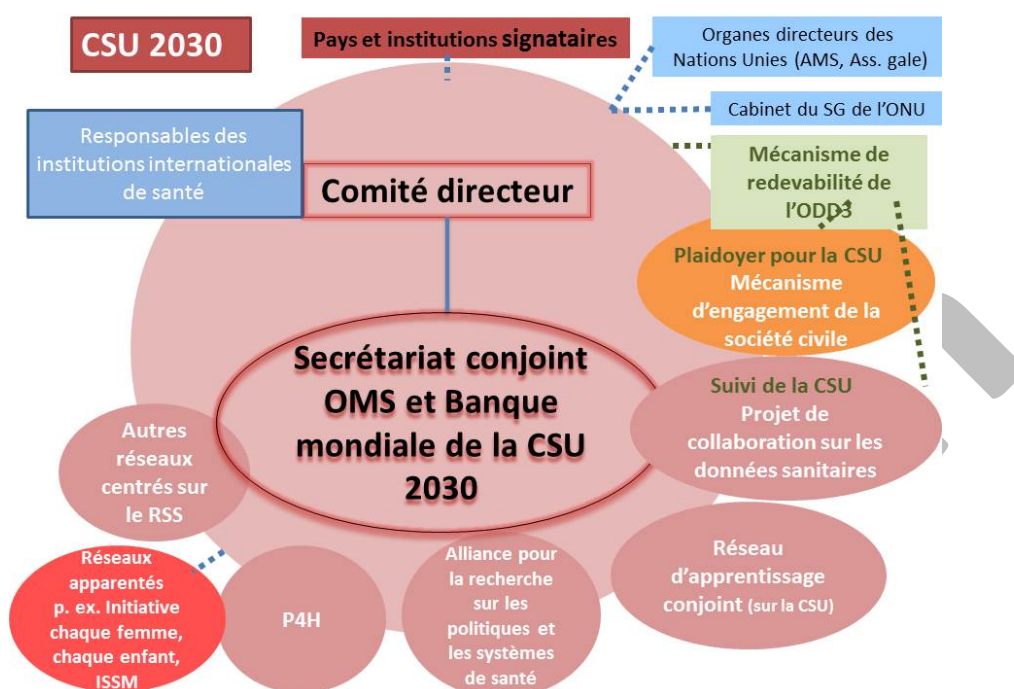 CSU 2030
Pays et institutions signataires
Organes directeurs des
Nations Unies (AMS, Ass. gale)
Cabinet du SG de l'ONU
Responsables des
institutions internationales
de santé
Mécanisme de
redevabilité de
l'ODD3
Comité directeur
Plaidoyer pour la CSU
Mécanisme
d'engagement de la
société civile
Secrétariat conjoint
OMS et Banque
mondiale de la CSU
2030
Suivi de la CSU
Projet de
collaboration sur les
données sanitaires
Autres
réseaux
centrés sur
le RSS
Réseau
d'apprentissage
conjoint (sur la CSU)
Alliance pour
la recherche
sur les
politiques et
les systèmes
de santé
P4H
Réseaux
apparentés
p. ex. Initiative
chaque femme,
chaque enfant,
ISSM